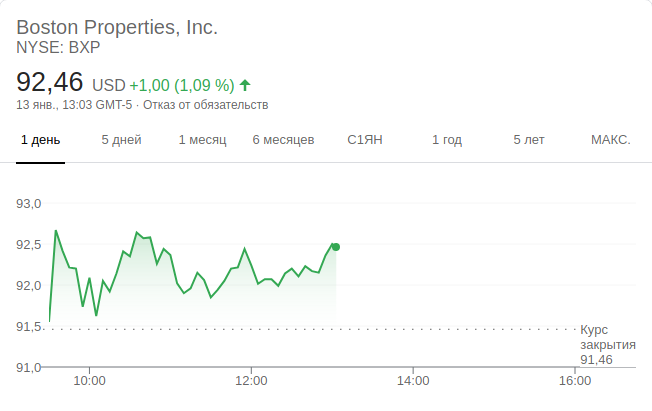 Boston Properties, Inc.
NYSE: BXP
92,46 USD +1,00 (1,09 %)
13 янв., 13:03 GMT-5 · Отказ от обязательств
1 день 5 дней 1 месяц 6 месяцев С1ЯН 1 год 5 лет МАКС.
93,0
92,5
92,0
91,5
Курс
закрытия
91,46
91,0
10:00 12:00 14:00 16:00